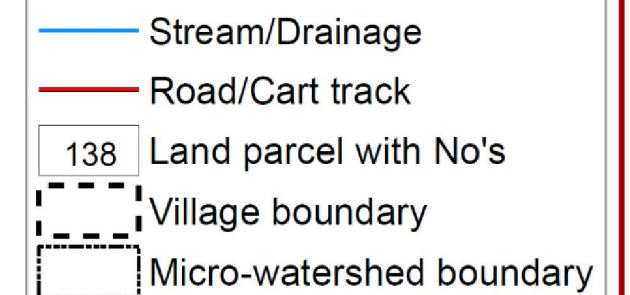 Stream/Drainage
Road/Cart track
138 Land parcel with No's
Village boundary
Micro-watershed boundary